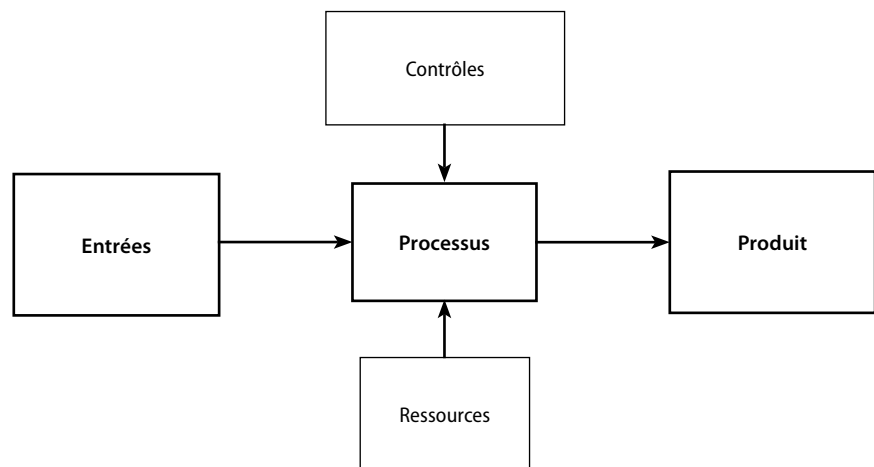 Contrôles
Entrées
Processus
Produit
Ressources